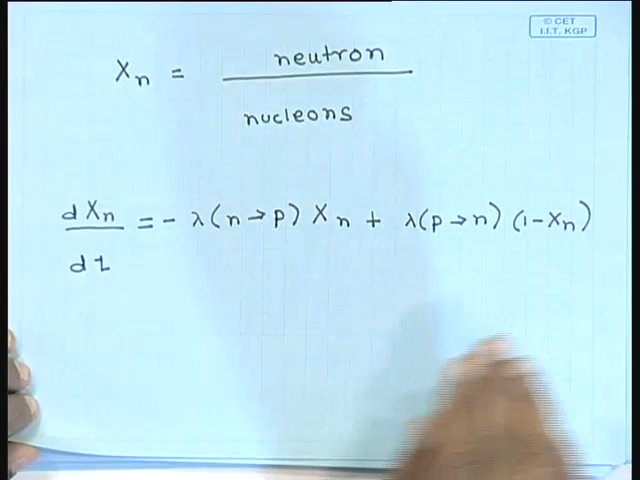 © CET
I.I.T. KGP
Xn = neutron / nucleons
dXn / dt = - λ(n→p) Xn + λ(p→n) (1-Xn)